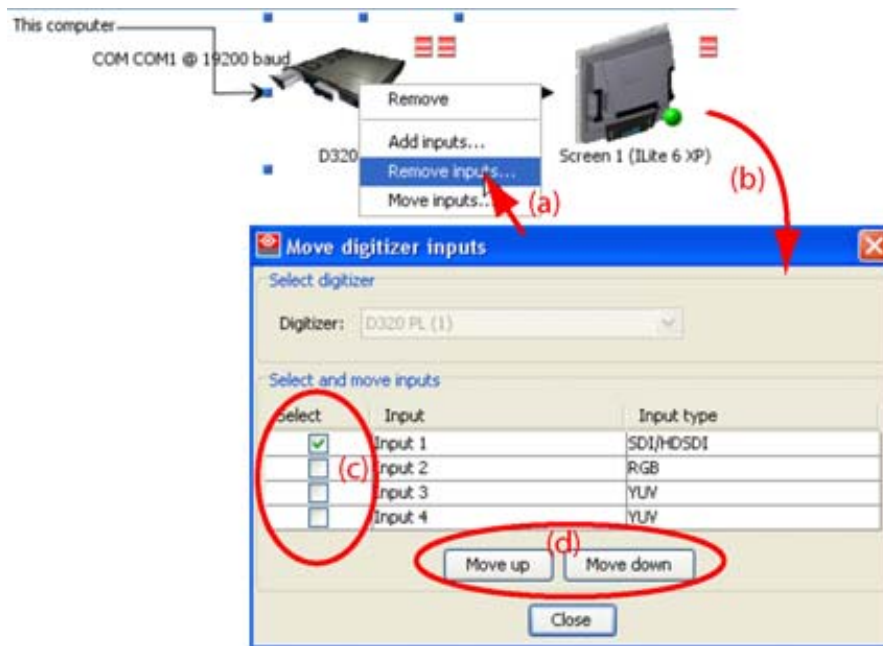 This computer
COM COM1 @ 19200 baud
D320
Screen 1 (ILite 6 XP)
Remove
Add inputs...
Remove inputs...
Move inputs...
(a)
(b)
Move digitizer inputs
Select digitizer
Digitizer: D320 PL (1)
Select and move inputs
Select Input Input type
Input 1 SDI/HDSDI
Input 2 RGB
(c)
Input 3 YUV
Input 4 YUV
(d)
Move up Move down
Close